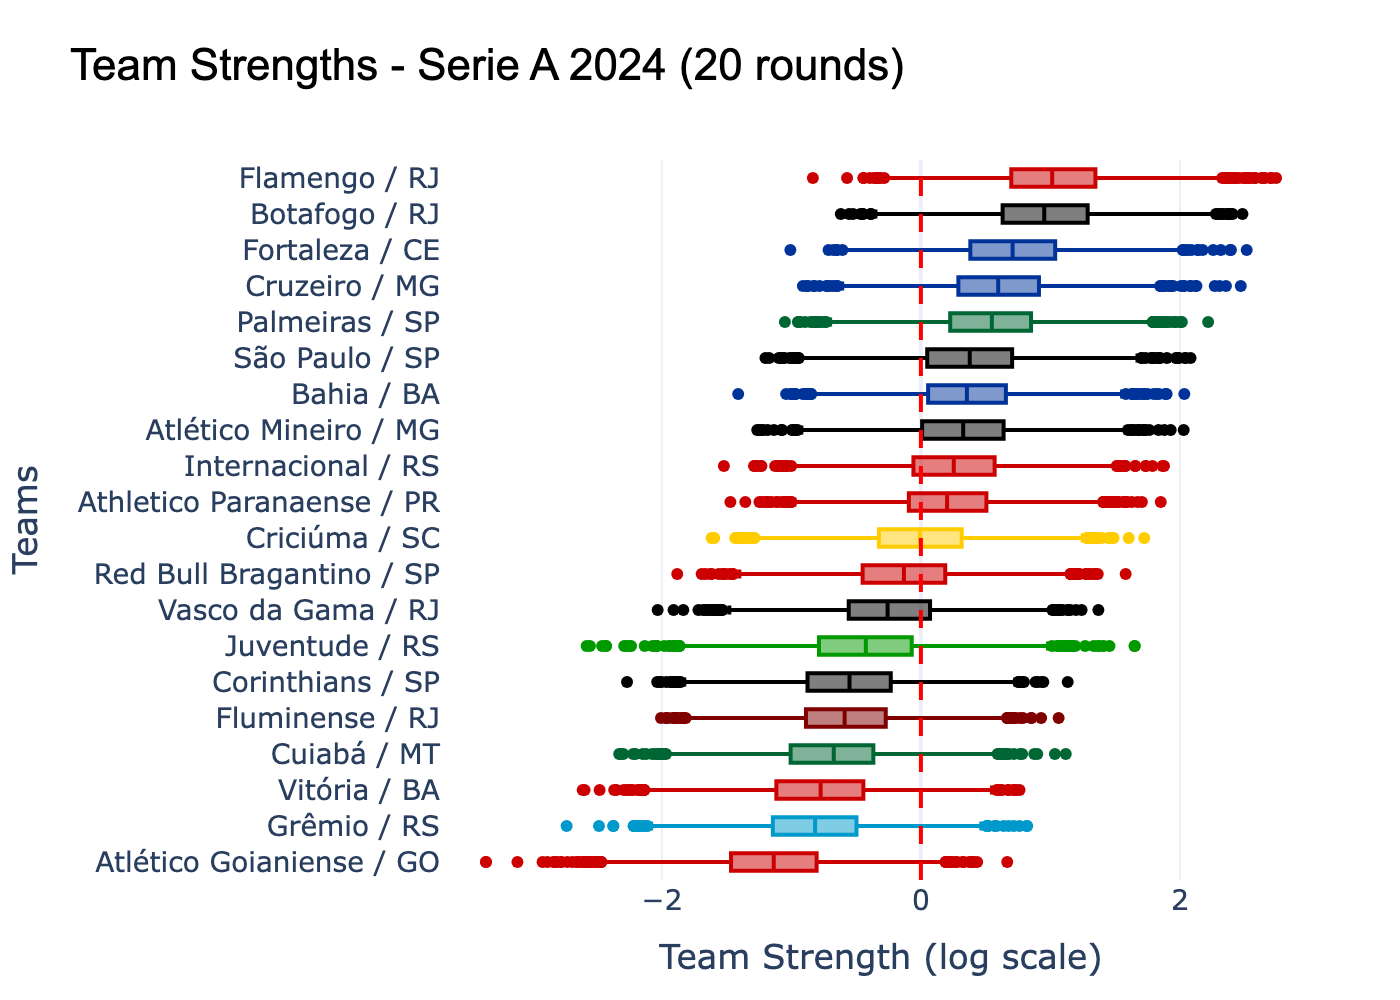 Team Strengths - Serie A 2024 (20 rounds)
Flamengo / RJ
Botafogo / RJ
Fortaleza / CE
Cruzeiro / MG
Palmeiras / SP
São Paulo / SP
Bahia / BA
Atlético Mineiro / MG
Internacional / RS
Athletico Paranaense / PR
Criciúma / SC
Red Bull Bragantino / SP
Vasco da Gama / RJ
Juventude / RS
Corinthians / SP
Fluminense / RJ
Cuiabá / MT
Vitória / BA
Grêmio / RS
Atlético Goianiense / GO
Teams
−2 0 2
Team Strength (log scale)